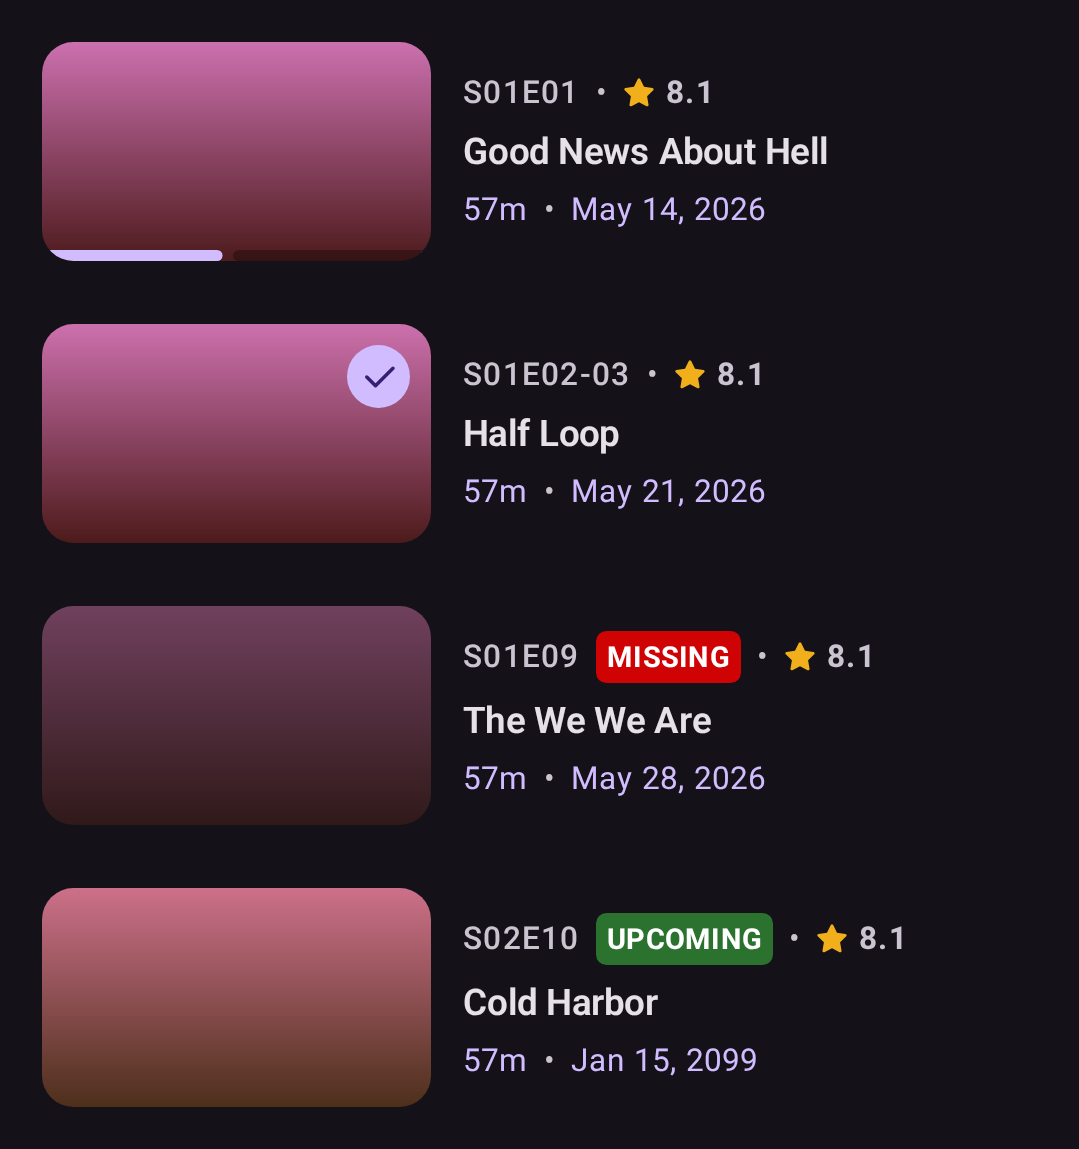 S01E01 • 8.1
Good News About Hell
57m • May 14, 2026
S01E02-03 • 8.1
Half Loop
57m • May 21, 2026
S01E09 MISSING • 8.1
The We We Are
57m • May 28, 2026
S02E10 UPCOMING • 8.1
Cold Harbor
57m • Jan 15, 2099